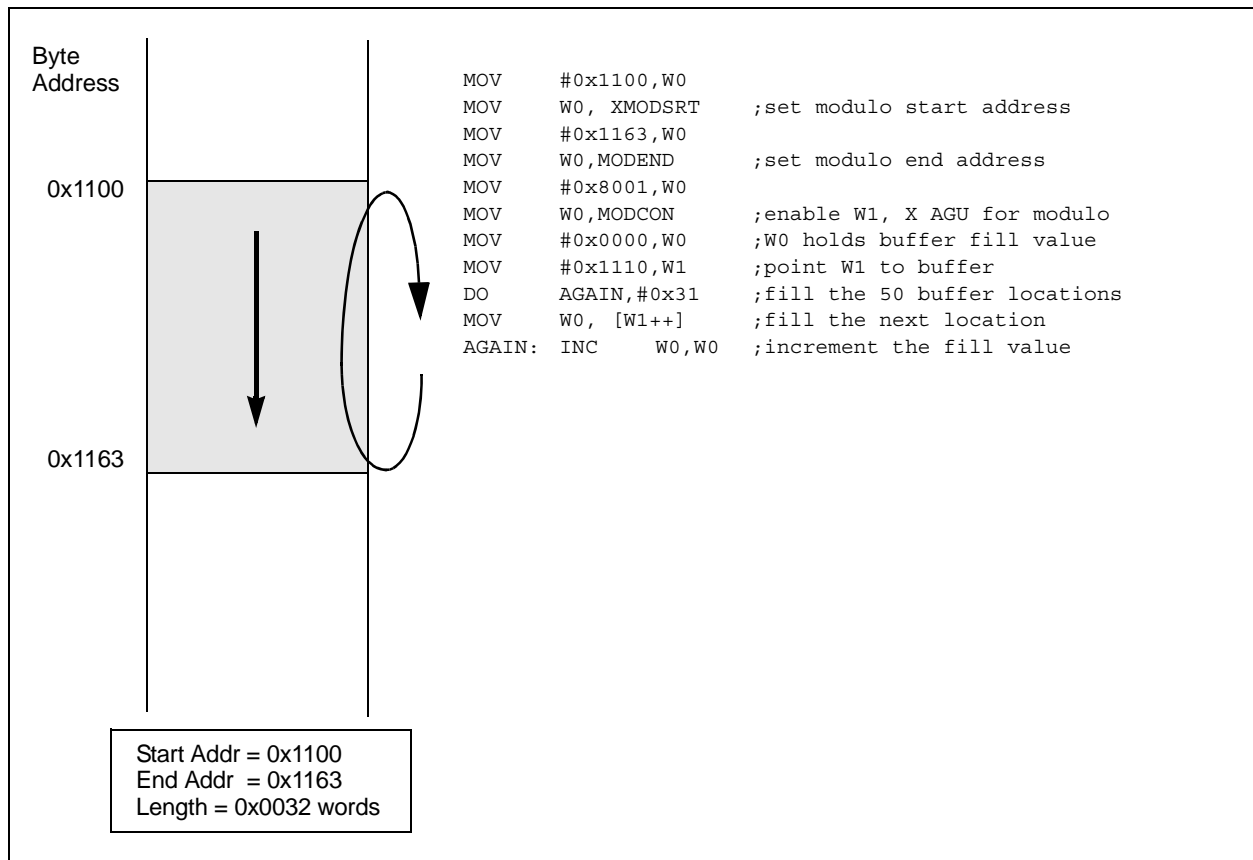 Byte
Address
0x1100
0x1163
MOV #0x1100,W0
MOV W0, XMODSRT ;set modulo start address
MOV #0x1163,W0
MOV W0,MODEND ;set modulo end address
MOV #0x8001,W0
MOV W0,MODCON ;enable W1, X AGU for modulo
MOV #0x0000,W0 ;W0 holds buffer fill value
MOV #0x1110,W1 ;point W1 to buffer
DO AGAIN,#0x31 ;fill the 50 buffer locations
MOV W0, [W1++] ;fill the next location
AGAIN: INC W0,W0 ;increment the fill value
Start Addr = 0x1100
End Addr = 0x1163
Length = 0x0032 words